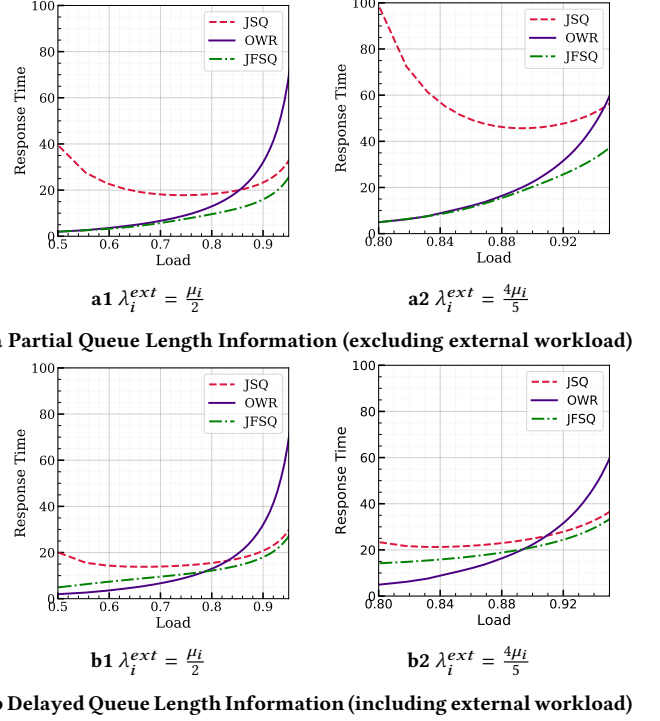 100
80
60
40
20
0
0.5 0.6 0.7 0.8 0.9
Response Time
Load
JSQ
OWR
JFSQ
100
80
60
40
20
0
0.80 0.84 0.88 0.92
Response Time
Load
JSQ
OWR
JFSQ
a1 λ_i^{ext} = μ_i/2
a2 λ_i^{ext} = 4μ_i/5
Partial Queue Length Information (excluding external workload)
100
80
60
40
20
0
0.5 0.6 0.7 0.8 0.9
Response Time
Load
JSQ
OWR
JFSQ
100
80
60
40
20
0
0.80 0.84 0.88 0.92
Response Time
Load
JSQ
OWR
JFSQ
b1 λ_i^{ext} = μ_i/2
b2 λ_i^{ext} = 4μ_i/5
Delayed Queue Length Information (including external workload)